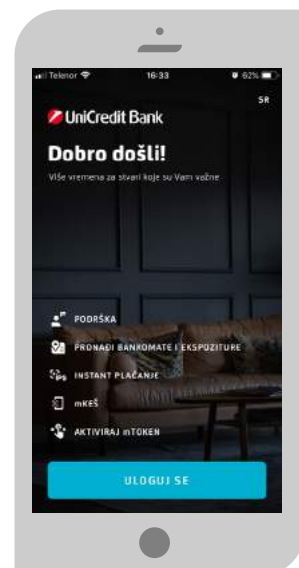 Telenor 16:33 62%
SR
UniCredit Bank
Dobro došli!
Više vremena za stvari koje su Vam važne
PODRŠKA
PRONAĐI BANKOMATE I EKSPOZITURE
IPS INSTANT PLAĆANJE
mKEŠ
AKTIVIRAJ mTOKEN
ULOGUJ SE